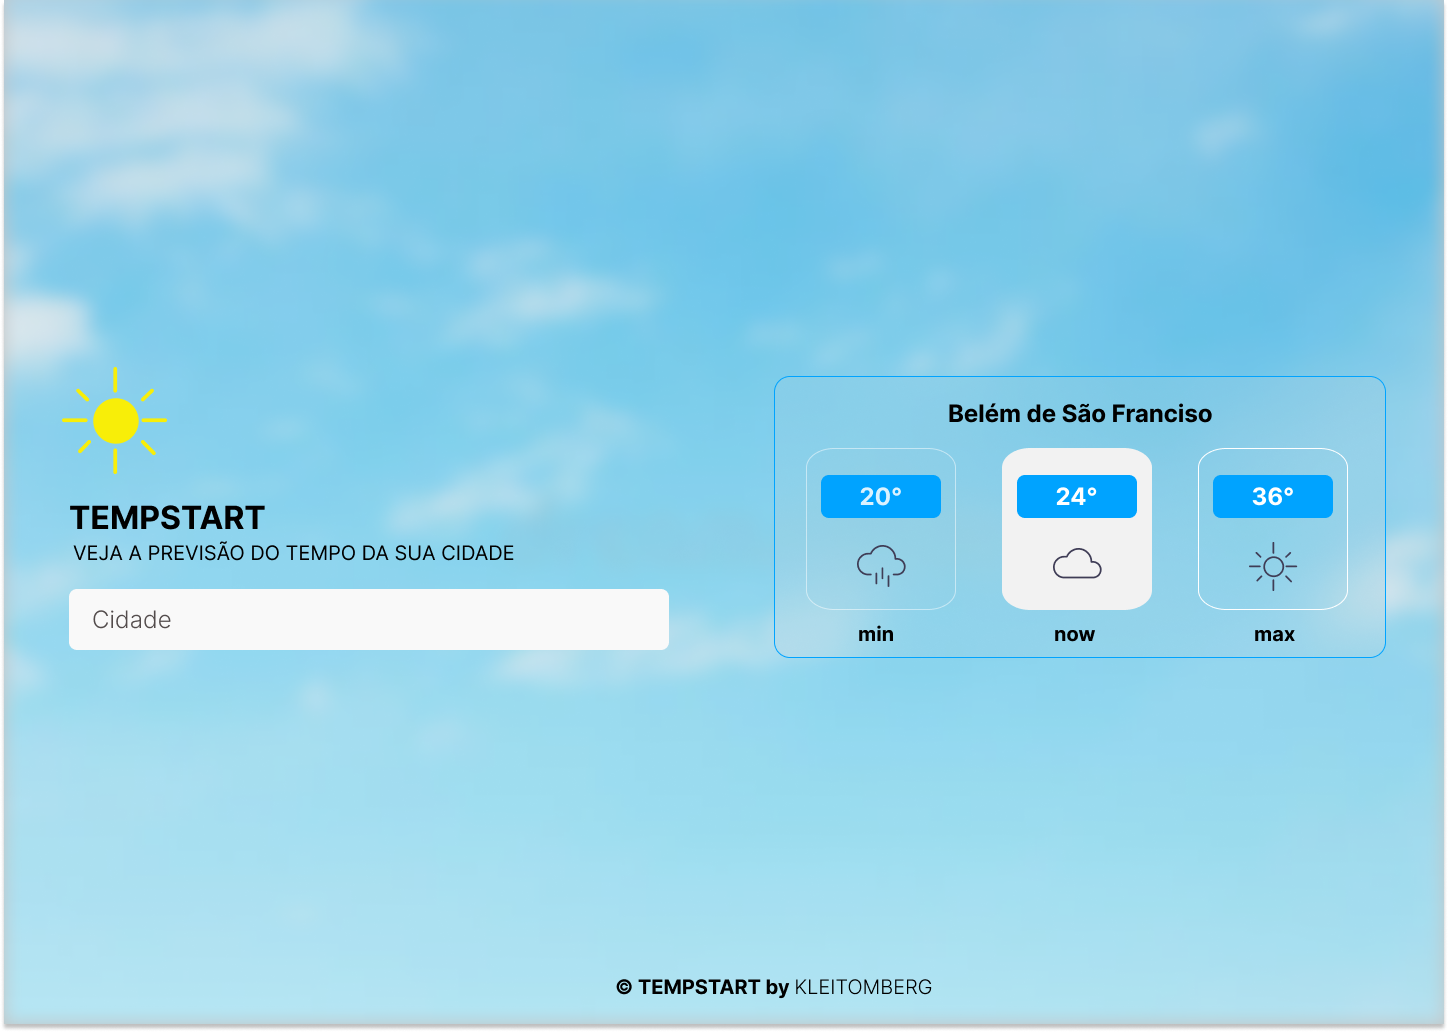 TEMPSTART
VEJA A PREVISÃO DO TEMPO DA SUA CIDADE
Cidade
Belém de São Franciso
20° 24° 36°
min now max
© TEMPSTART by KLEITOMBERG